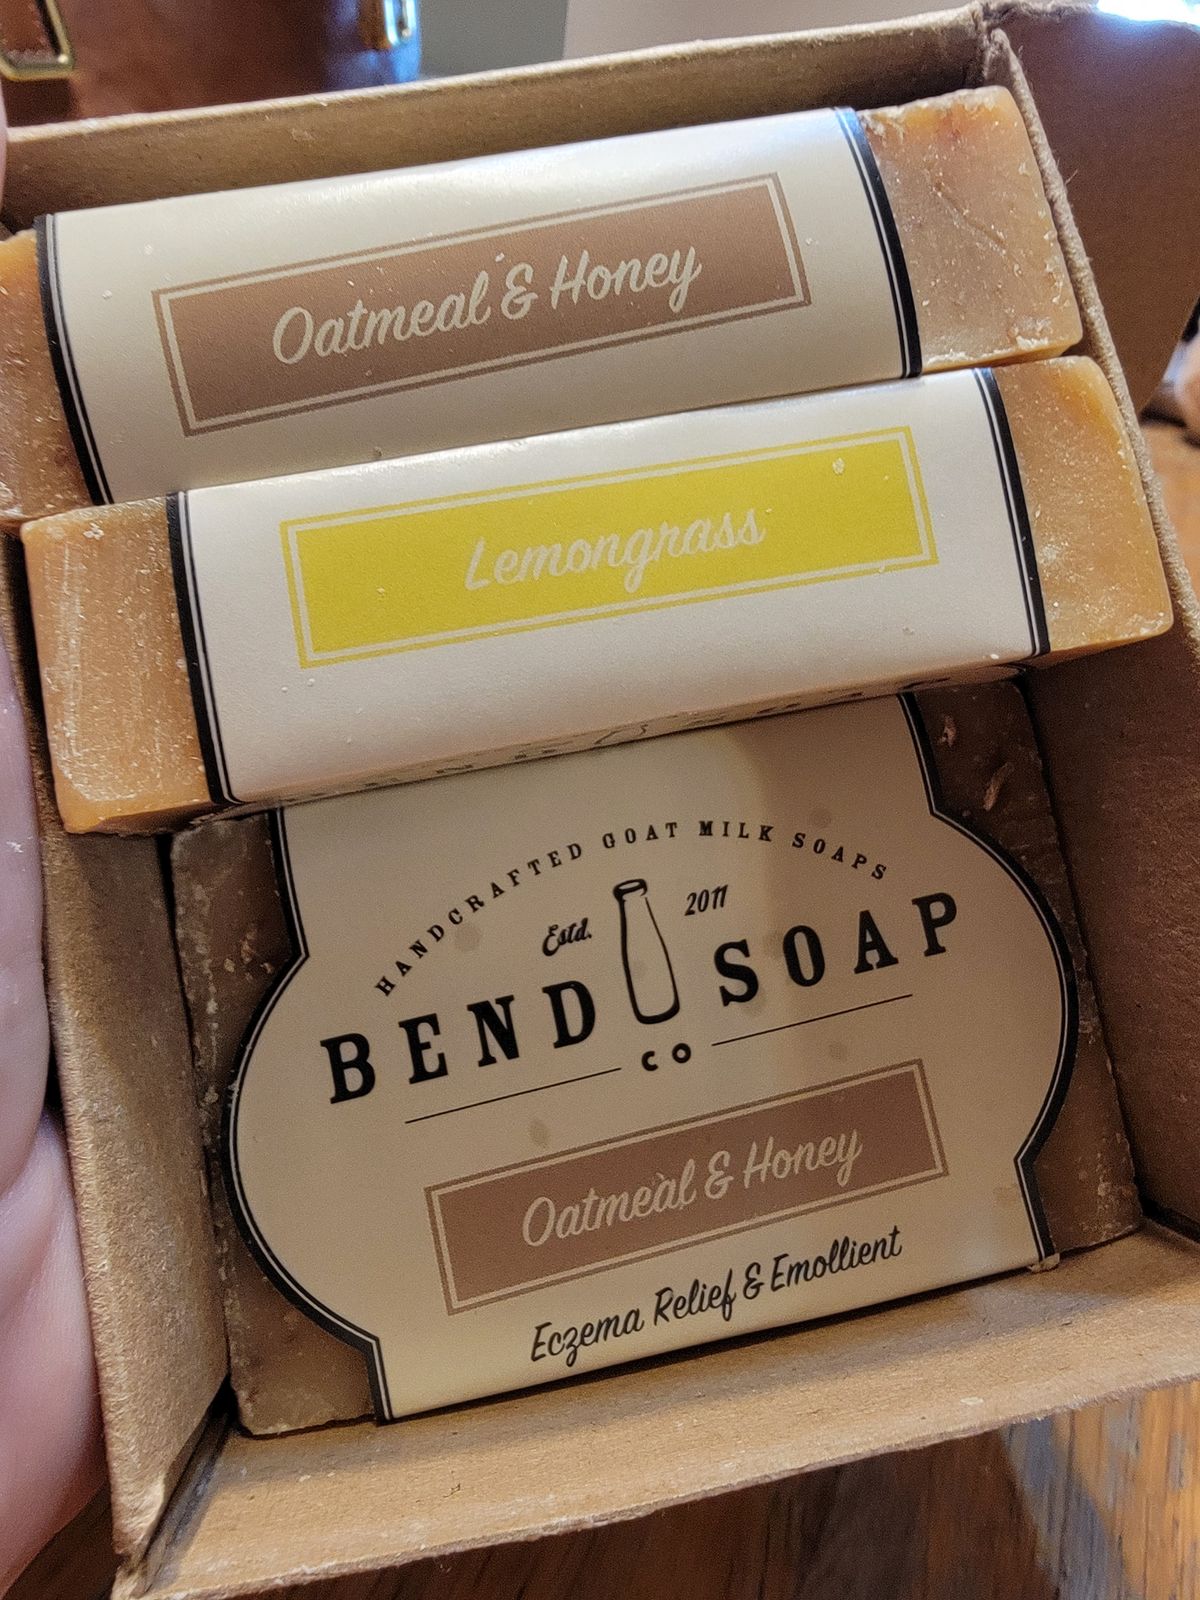 Oatmeal & Honey
Lemongrass
HANDCRAFTED GOAT MILK SOAPS
Estd. 2011
BEND SOAP
CO
Oatmeal & Honey
Eczema Relief & Emollient